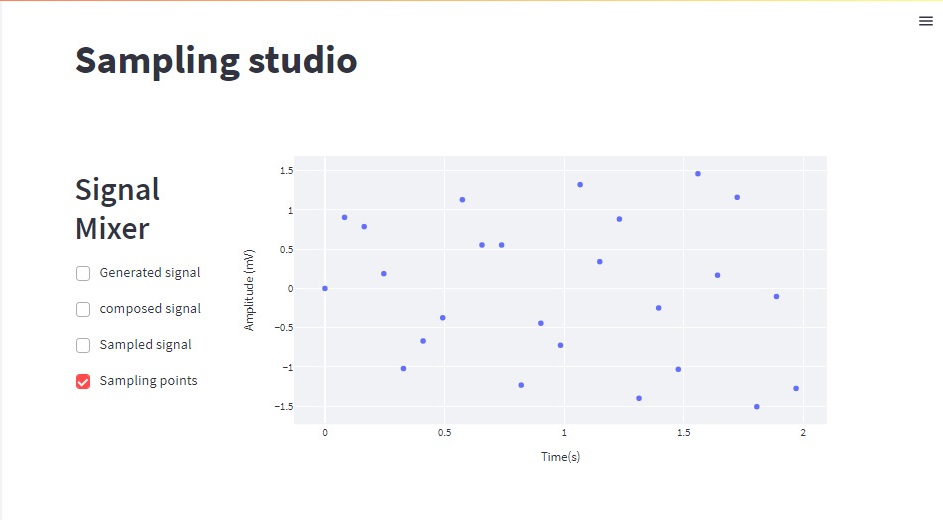 Sampling studio
Signal
Mixer
Generated signal
composed signal
Sampled signal
Sampling points
Amplitude (mV)
1.5
1
0.5
0
−0.5
−1
−1.5
0 0.5 1 1.5 2
Time(s)